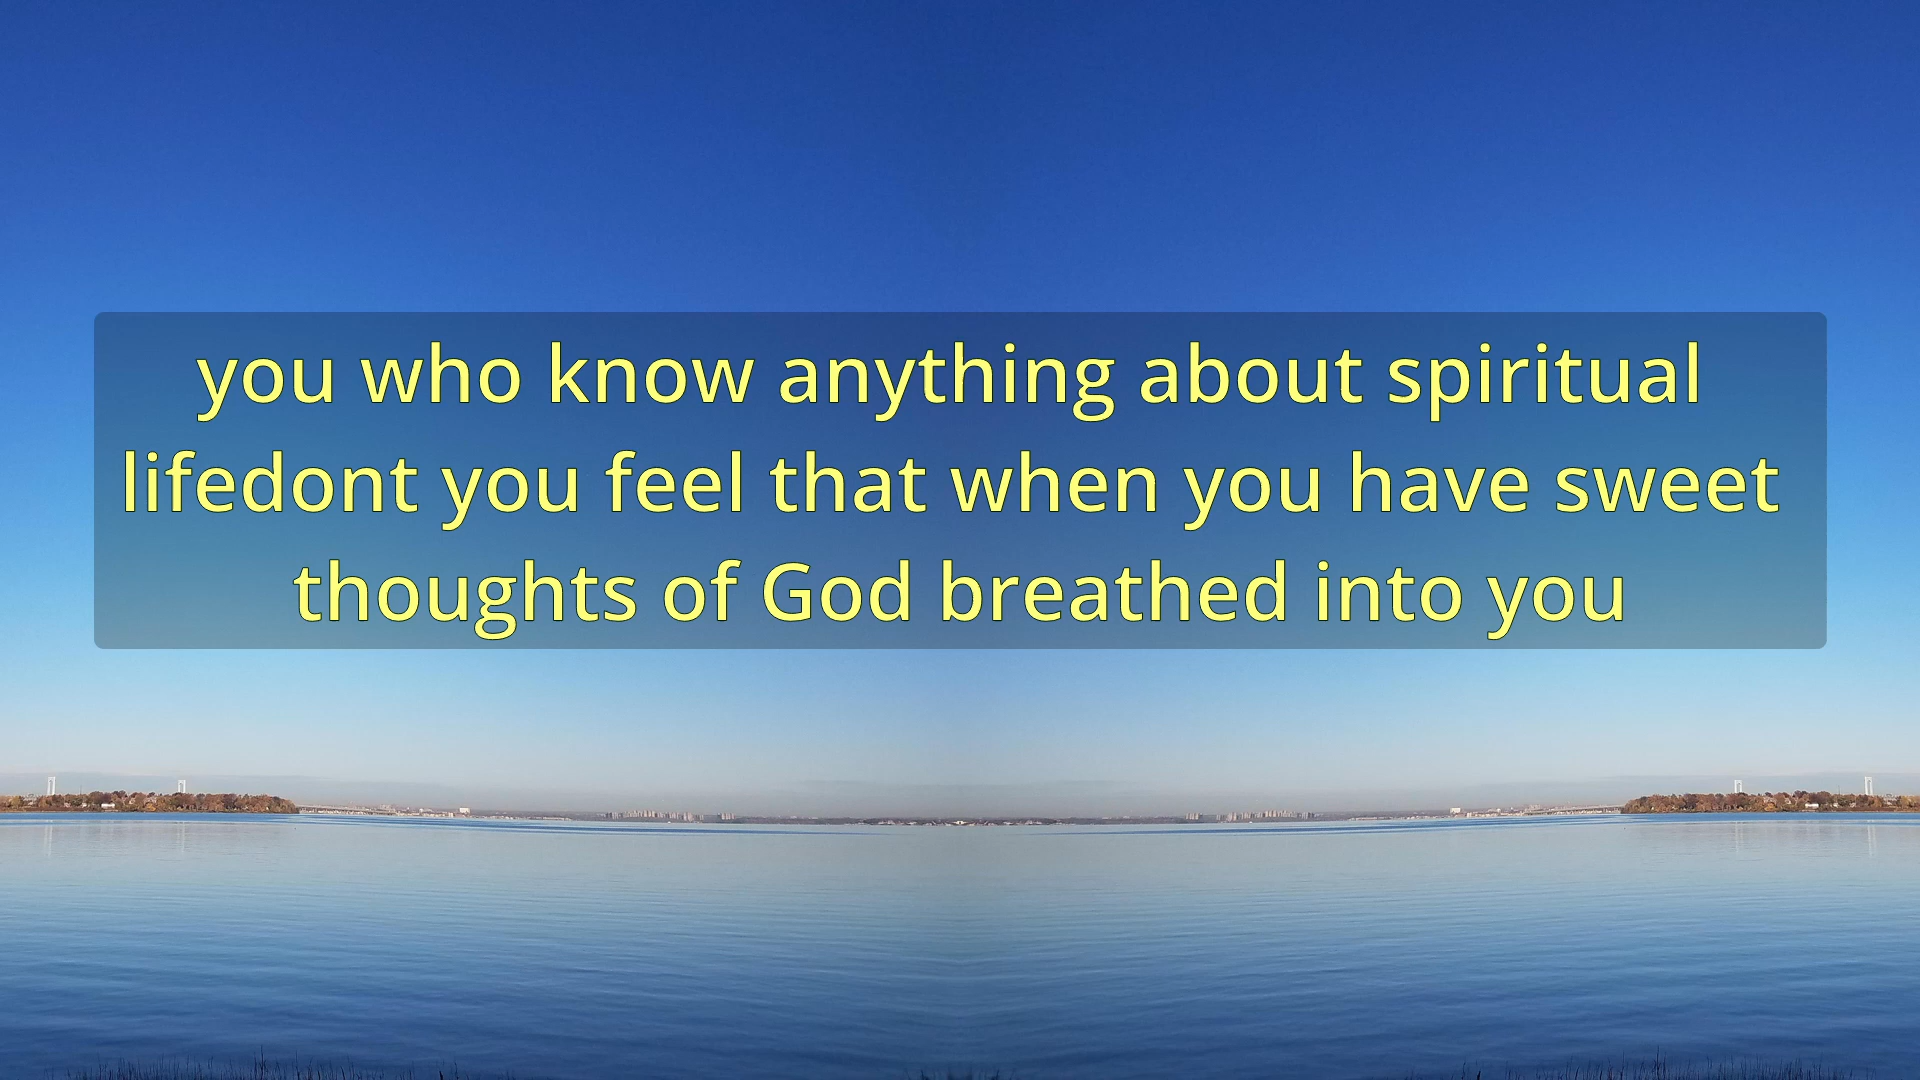 you who know anything about spiritual
lifedont you feel that when you have sweet
thoughts of God breathed into you